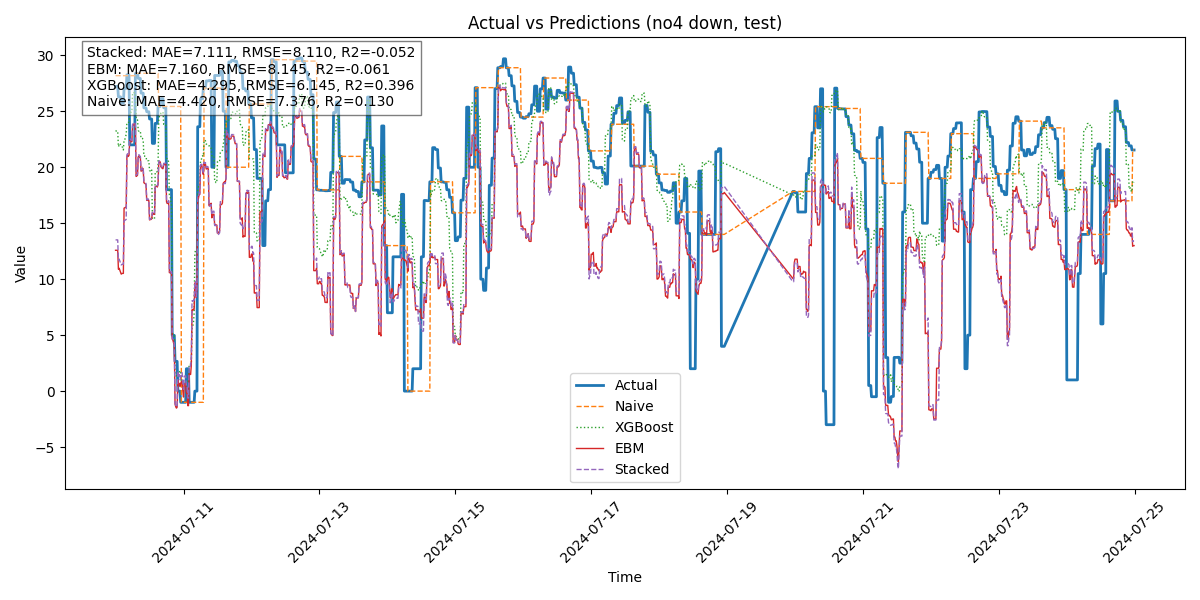 Actual vs Predictions (no4 down, test)
Stacked: MAE=7.111, RMSE=8.110, R2=-0.052
EBM: MAE=7.160, RMSE=8.145, R2=-0.061
XGBoost: MAE=4.295, RMSE=6.145, R2=0.396
Naive: MAE=4.420, RMSE=7.376, R2=0.130
30
25
20
15
10
5
0
−5
Value
Actual
Naive
XGBoost
EBM
Stacked
2024-07-11
2024-07-13
2024-07-15
2024-07-17
2024-07-19
2024-07-21
2024-07-23
2024-07-25
Time